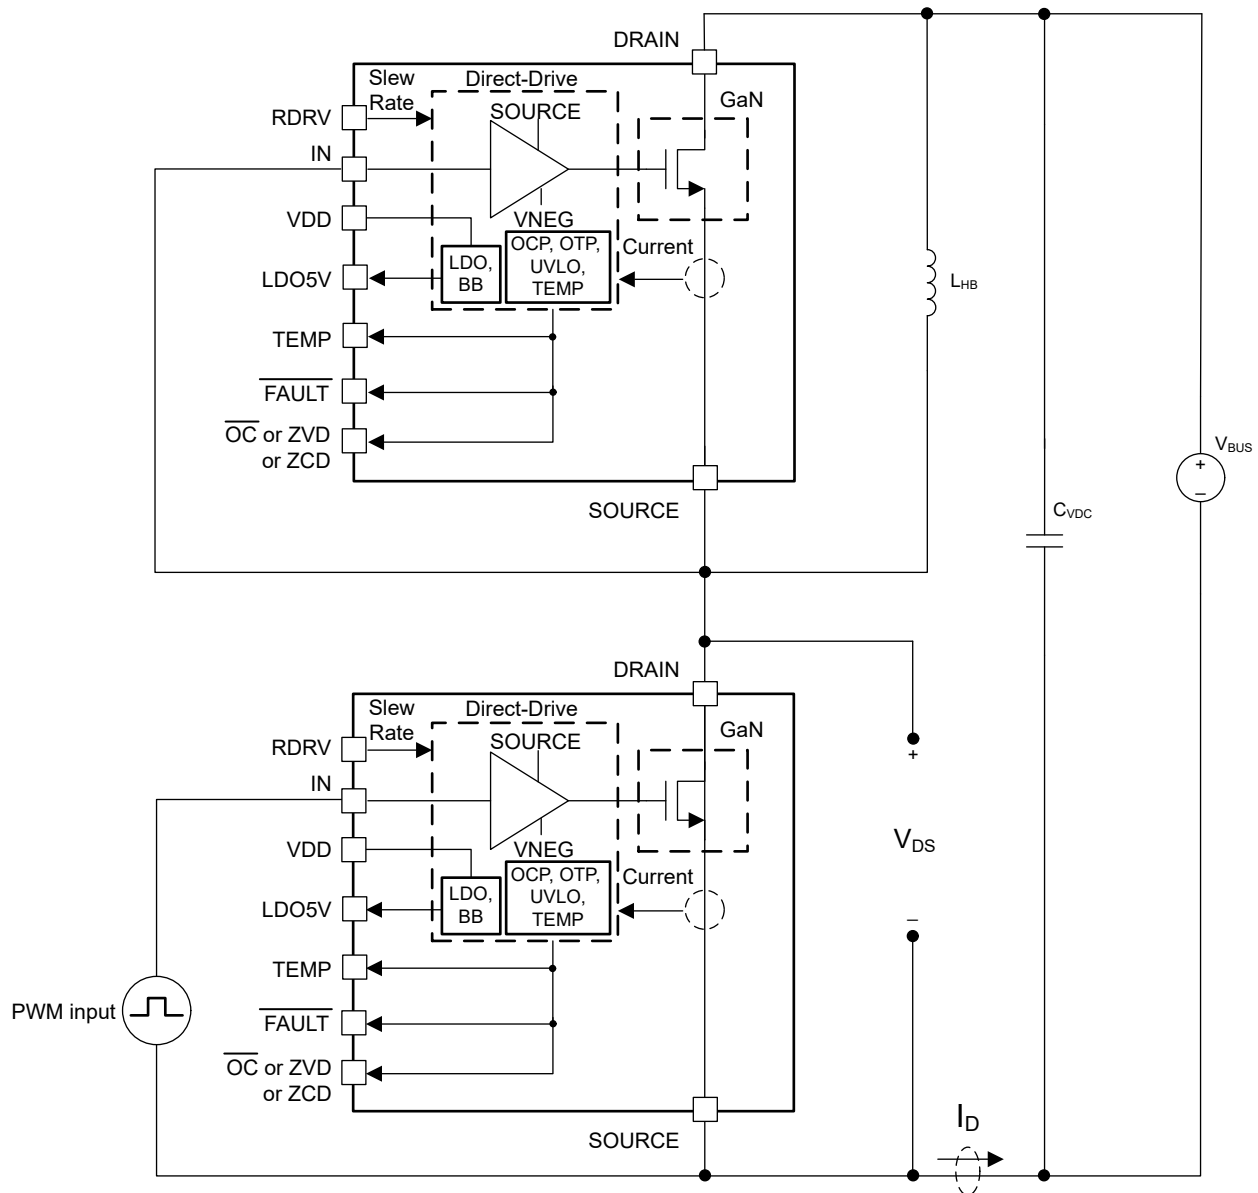 DRAIN
Slew
Rate
Direct-Drive
GaN
RDRV
SOURCE
IN
VDD
VNEG
LDO,
BB
OCP, OTP,
UVLO,
TEMP
Current
LDO5V
TEMP
FAULT
OC or ZVD
or ZCD
SOURCE
LHB
VBUS
+
−
CVDC
DRAIN
Slew
Rate
Direct-Drive
GaN
RDRV
SOURCE
IN
VDD
VNEG
LDO,
BB
OCP, OTP,
UVLO,
TEMP
Current
LDO5V
TEMP
FAULT
OC or ZVD
or ZCD
SOURCE
PWM input
+
VDS
−
ID